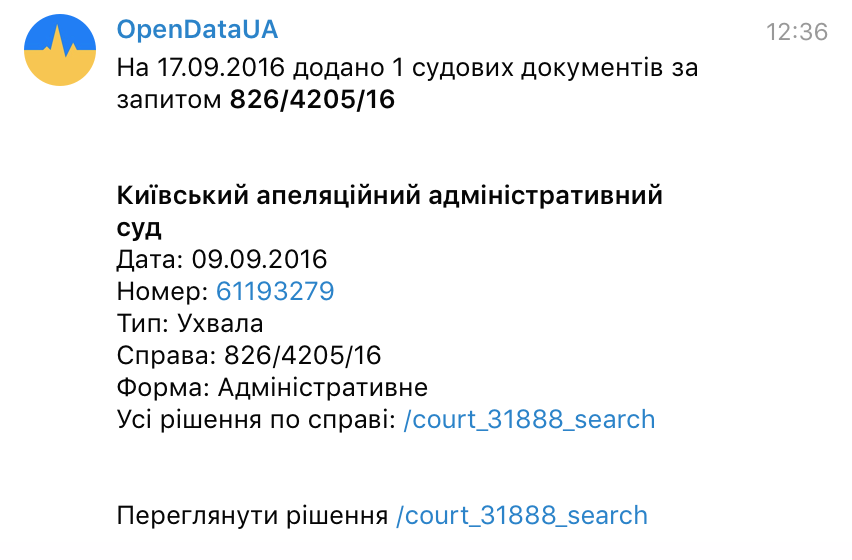 OpenDataUA
12:36
На 17.09.2016 додано 1 судових документів за
запитом 826/4205/16
Київський апеляційний адміністративний
суд
Дата: 09.09.2016
Номер: 61193279
Тип: Ухвала
Справа: 826/4205/16
Форма: Адміністративне
Усі рішення по справі: /court_31888_search
Переглянути рішення /court_31888_search